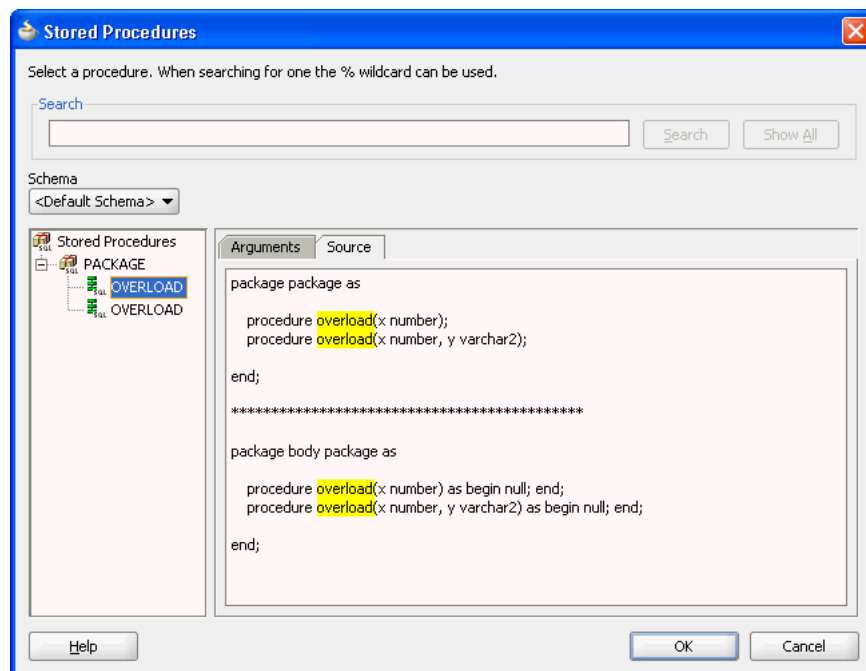 Stored Procedures
Select a procedure. When searching for one the % wildcard can be used.
Search
Search
Show All
Schema
<Default Schema>
Stored Procedures
PACKAGE
OVERLOAD
OVERLOAD
Arguments
Source
package package as
procedure overload(x number);
procedure overload(x number, y varchar2);
end;
********************************************
package body package as
procedure overload(x number) as begin null; end;
procedure overload(x number, y varchar2) as begin null; end;
end;
Help
OK
Cancel